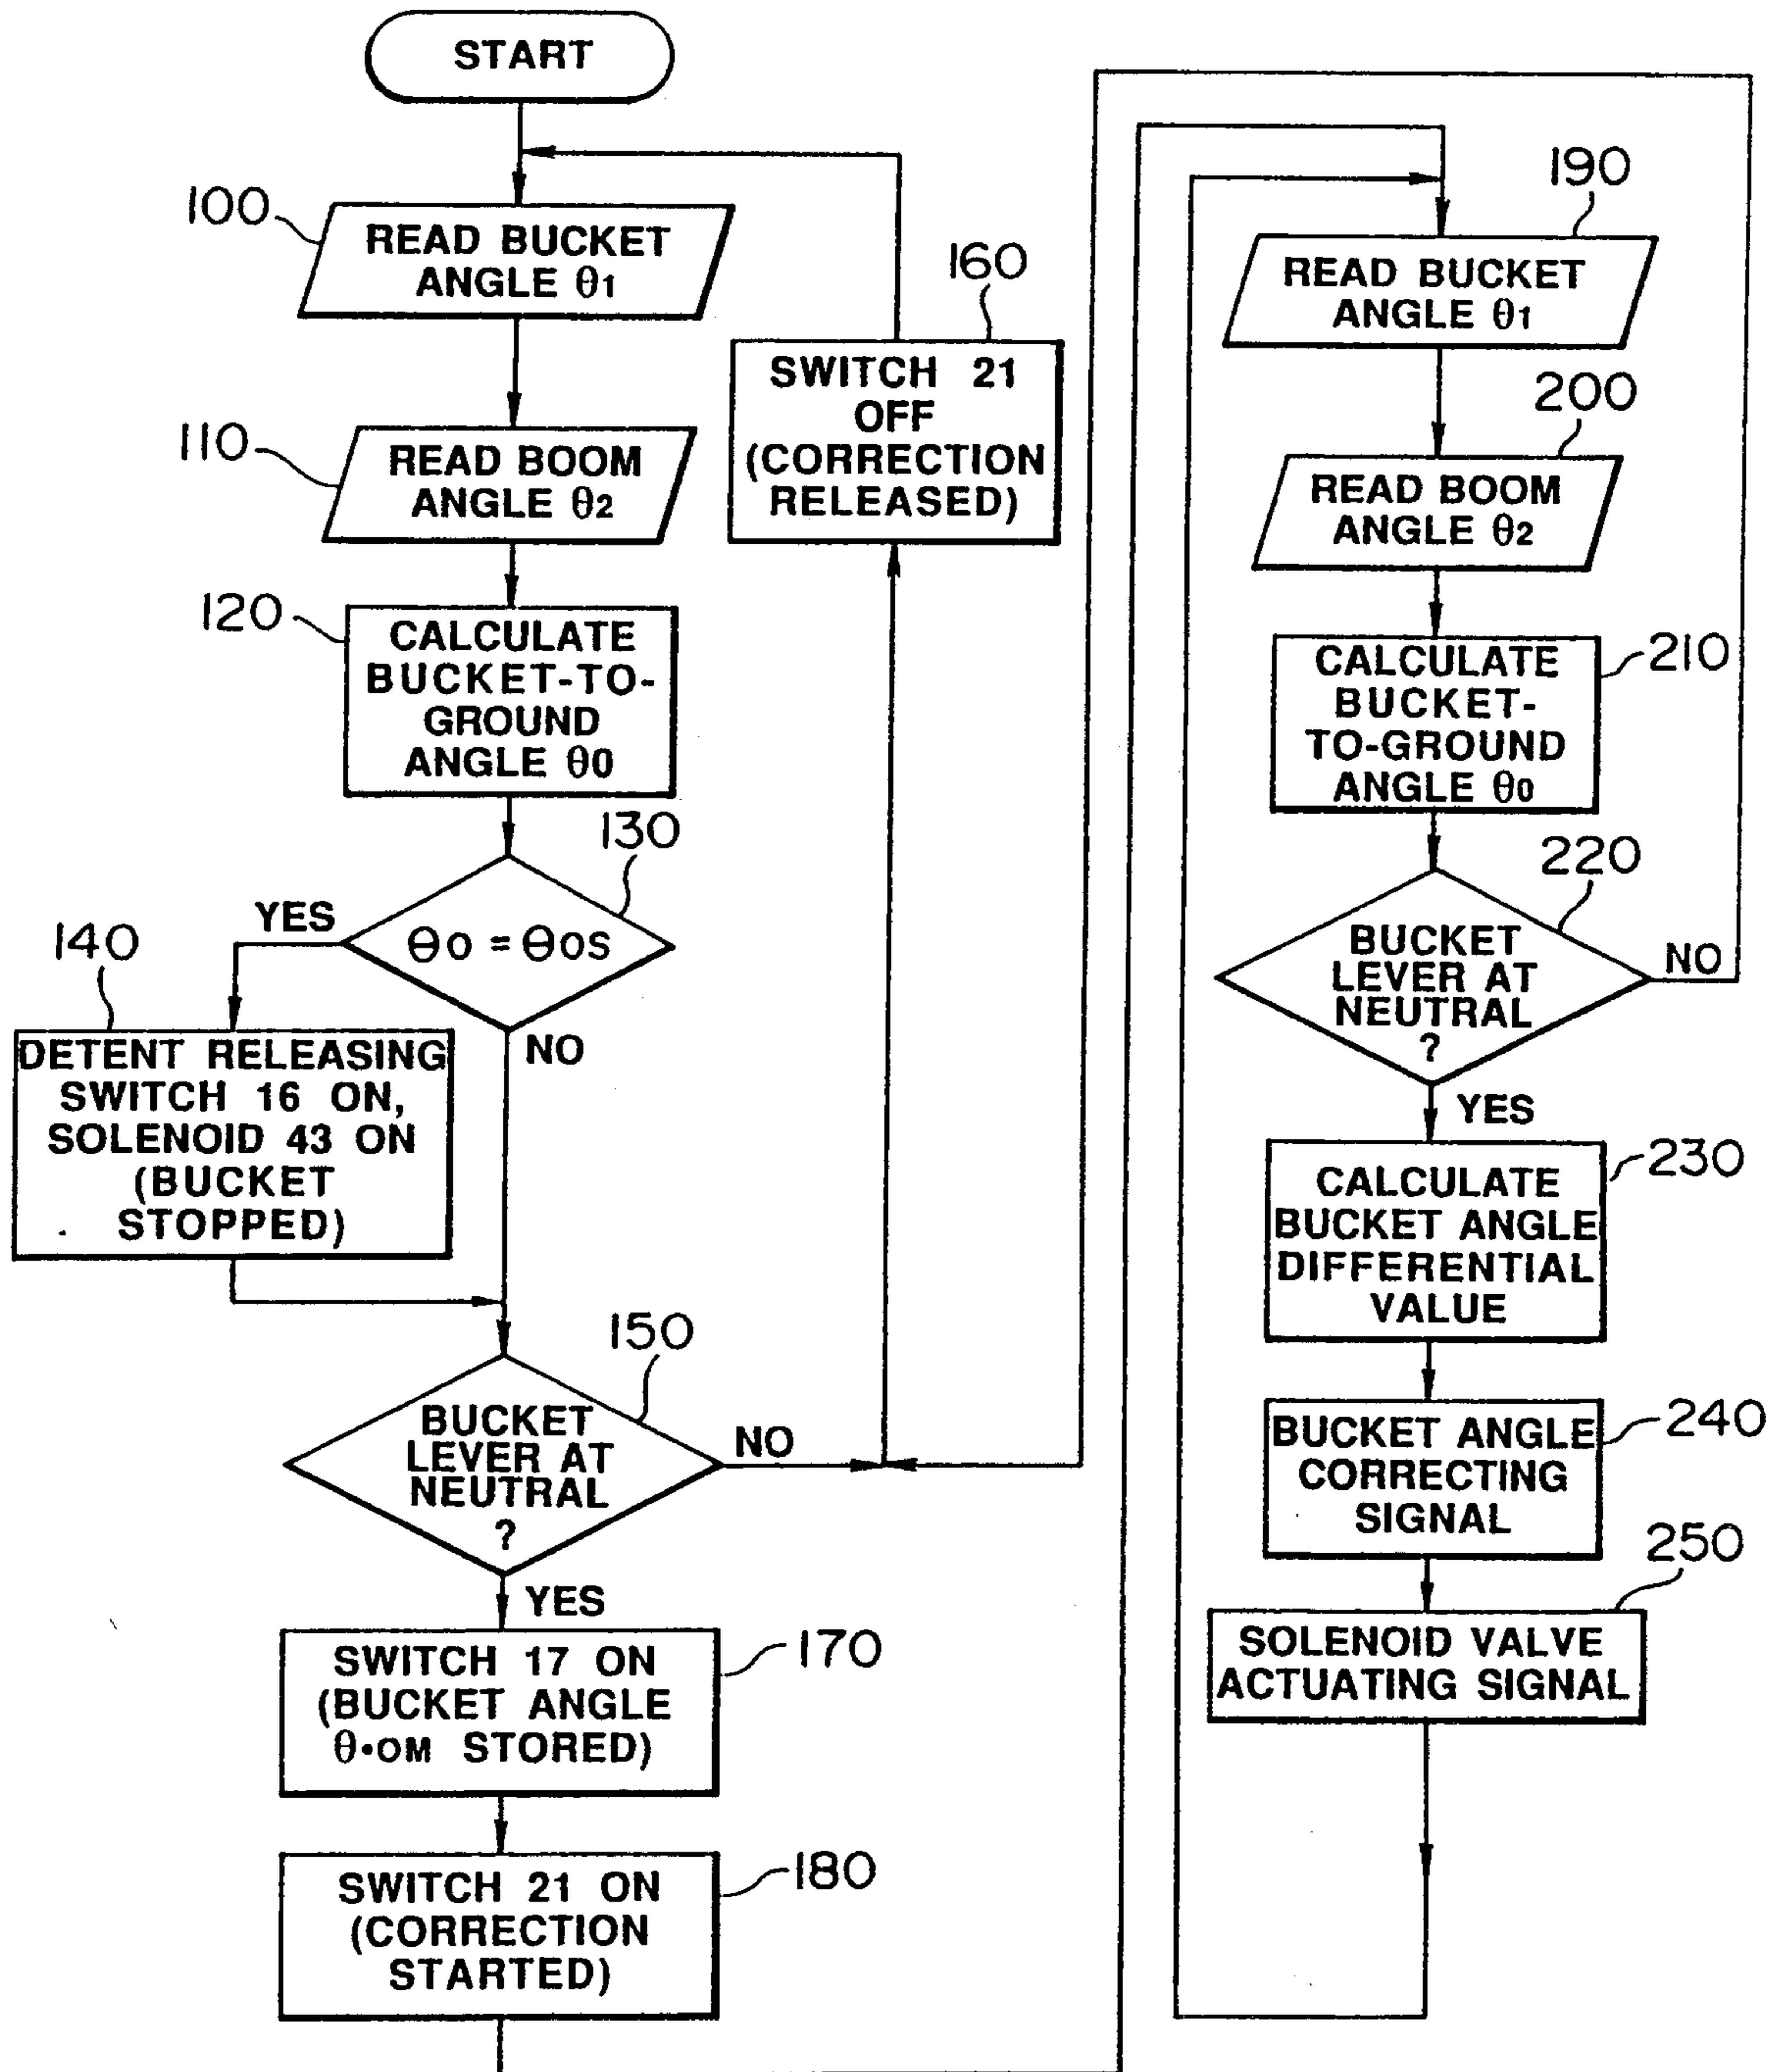 START
100
READ BUCKET
ANGLE θ1
110
READ BOOM
ANGLE θ2
120
CALCULATE
BUCKET-TO-
GROUND
ANGLE θ0
130
θ0 = θ0S
YES
NO
140
DETENT RELEASING
SWITCH 16 ON,
SOLENOID 43 ON
(BUCKET
STOPPED)
150
BUCKET
LEVER AT
NEUTRAL
?
NO
YES
160
SWITCH 21
OFF
(CORRECTION
RELEASED)
170
SWITCH 17 ON
(BUCKET ANGLE
θ•OM STORED)
180
SWITCH 21 ON
(CORRECTION
STARTED)
190
READ BUCKET
ANGLE θ1
200
READ BOOM
ANGLE θ2
210
CALCULATE
BUCKET-
TO-GROUND
ANGLE θ0
220
BUCKET
LEVER AT
NEUTRAL
?
NO
YES
230
CALCULATE
BUCKET ANGLE
DIFFERENTIAL
VALUE
240
BUCKET ANGLE
CORRECTING
SIGNAL
250
SOLENOID VALVE
ACTUATING SIGNAL